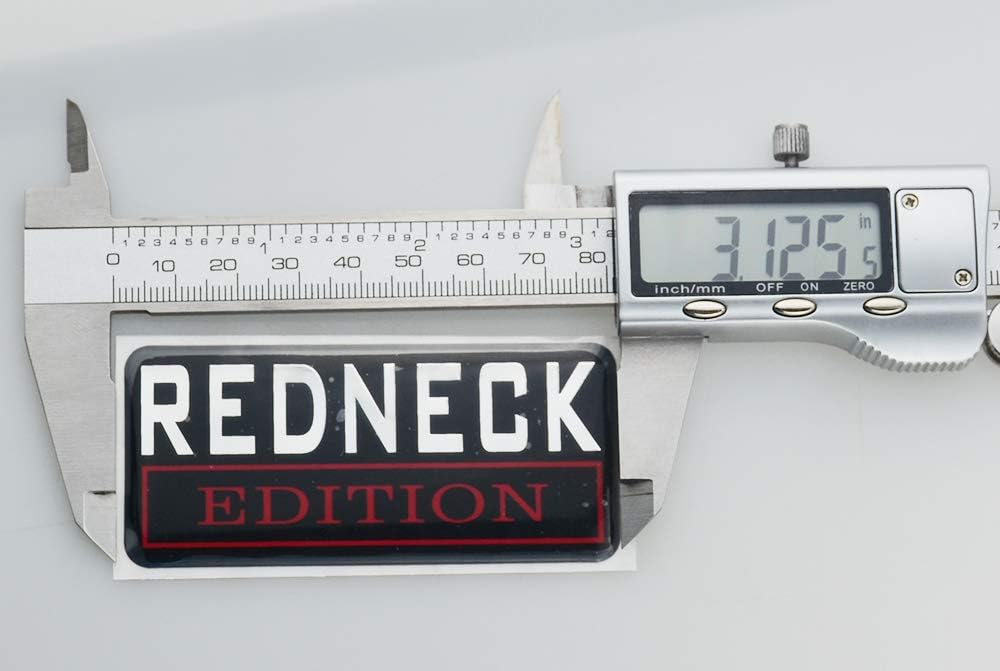 1 2 3 4 5 6 7 8 9 1 1 2 3 4 5 6 7 8 9 2 1 2 3 4 5 6 7 8 9 3 1 2
0 10 20 30 40 50 60 70 80
3.125 5 in
inch/mm OFF ON ZERO
REDNECK
EDITION